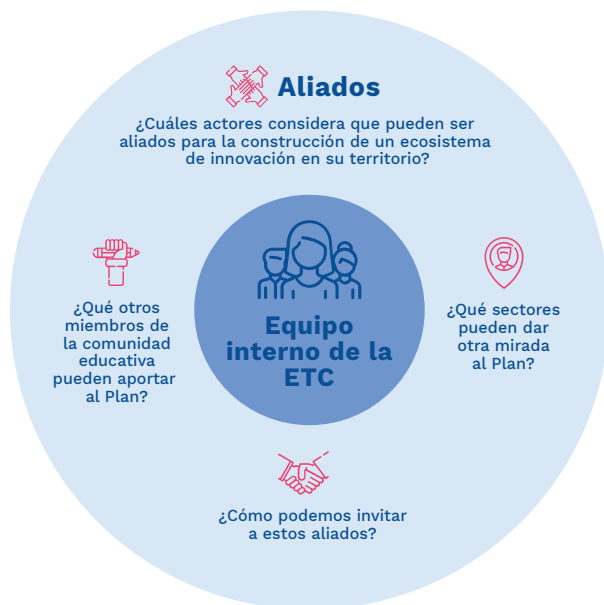 Aliados
¿Cuáles actores considera que pueden ser
aliados para la construcción de un ecosistema
de innovación en su territorio?
¿Qué otros
miembros de
la comunidad
educativa
pueden aportar
al Plan?
Equipo
interno de la
ETC
¿Qué sectores
pueden dar
otra mirada
al Plan?
¿Cómo podemos invitar
a estos aliados?